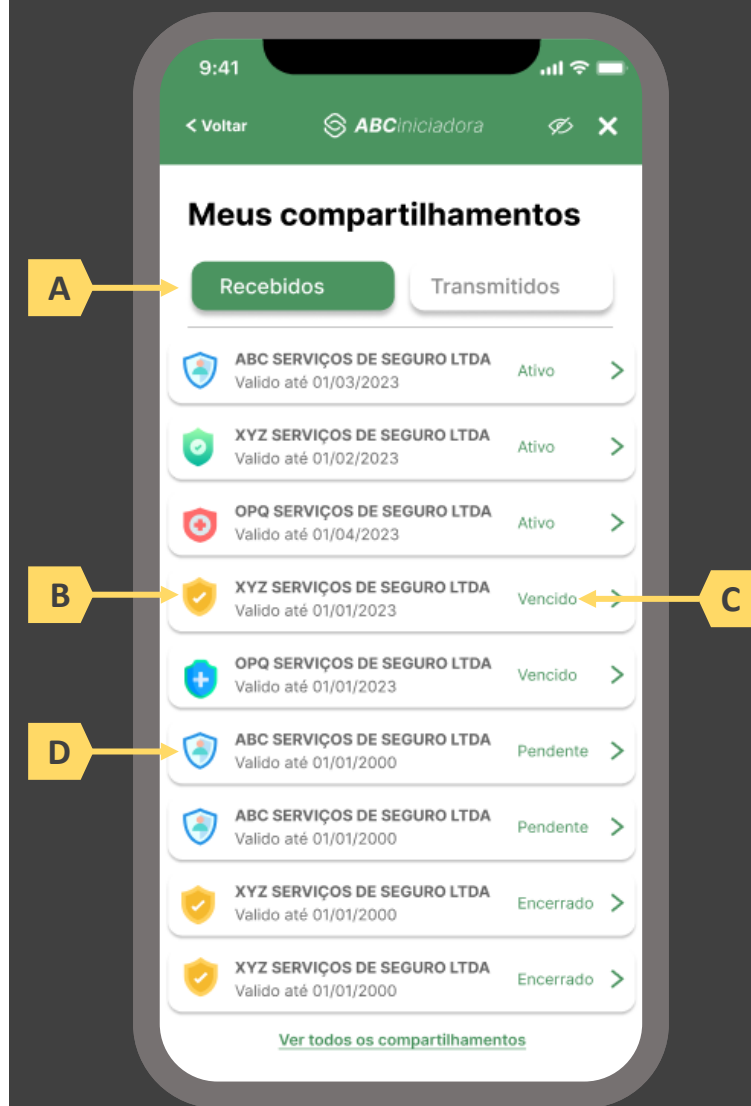 9:41
< Voltar
ABCiniciadora
Meus compartilhamentos
A
Recebidos
Transmitidos
ABC SERVIÇOS DE SEGURO LTDA
Valido até 01/03/2023
Ativo
XYZ SERVIÇOS DE SEGURO LTDA
Valido até 01/02/2023
Ativo
OPQ SERVIÇOS DE SEGURO LTDA
Valido até 01/04/2023
Ativo
B
XYZ SERVIÇOS DE SEGURO LTDA
Valido até 01/01/2023
Vencido
C
OPQ SERVIÇOS DE SEGURO LTDA
Valido até 01/01/2023
Vencido
D
ABC SERVIÇOS DE SEGURO LTDA
Valido até 01/01/2000
Pendente
ABC SERVIÇOS DE SEGURO LTDA
Valido até 01/01/2000
Pendente
XYZ SERVIÇOS DE SEGURO LTDA
Valido até 01/01/2000
Encerrado
XYZ SERVIÇOS DE SEGURO LTDA
Valido até 01/01/2000
Encerrado
Ver todos os compartilhamentos